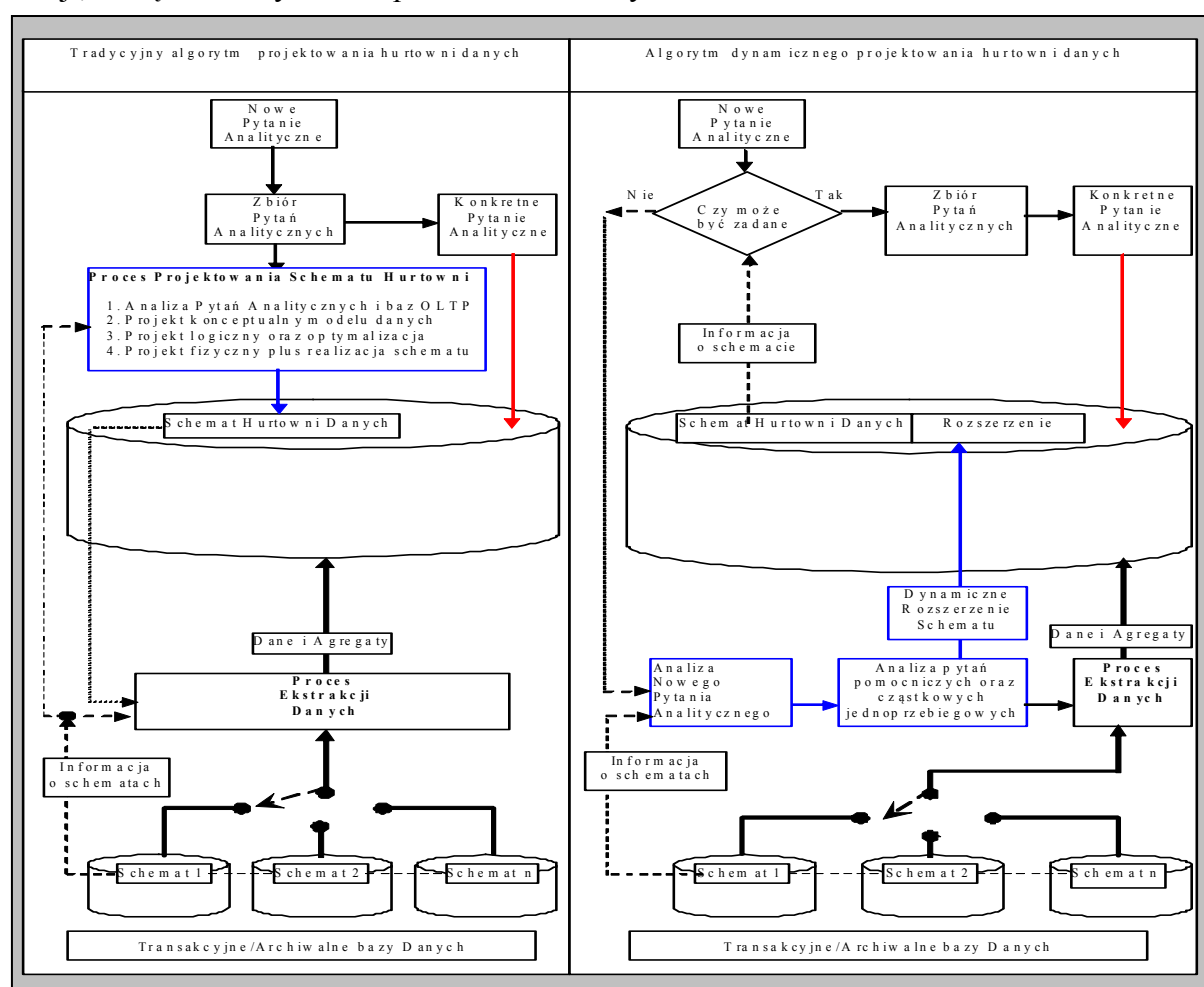 Tradycyjny algorytm projektowania hurtowni danych
Nowe
Pytanie
Analityczne
Zbiór
Pytań
Analitycznych
Konkretne
Pytanie
Analityczne
Proces Projektowania Schematu Hurtowni
1. Analiza Pytań Analitycznych i baz OLTP
2. Projekt konceptualny modelu danych
3. Projekt logiczny oraz optymalizacja
4. Projekt fizyczny plus realizacja schematu
Schemat Hurtowni Danych
Dane i Agregaty
Proces
Ekstrakcji
Danych
Informacja
o schematach
Schemat 1
Schemat 2
Schemat n
Transakcyjne/Archiwalne bazy Danych
Algorytm dynamicznego projektowania hurtowni danych
Nowe
Pytanie
Analityczne
Nie
Tak
Czy może
być zadane
Zbiór
Pytań
Analitycznych
Konkretne
Pytanie
Analityczne
Informacja
o schemacie
Schemat Hurtowni Danych
Rozszerzenie
Dynamiczne
Rozszerzenie
Schematu
Dane i Agregaty
Analiza
Nowego
Pytania
Analitycznego
Analiza pytań
pomocniczych oraz
cząstkowych
jednoprzebiegowych
Proces
Ekstrakcji
Danych
Informacja
o schematach
Schemat 1
Schemat 2
Schemat n
Transakcyjne/Archiwalne bazy Danych